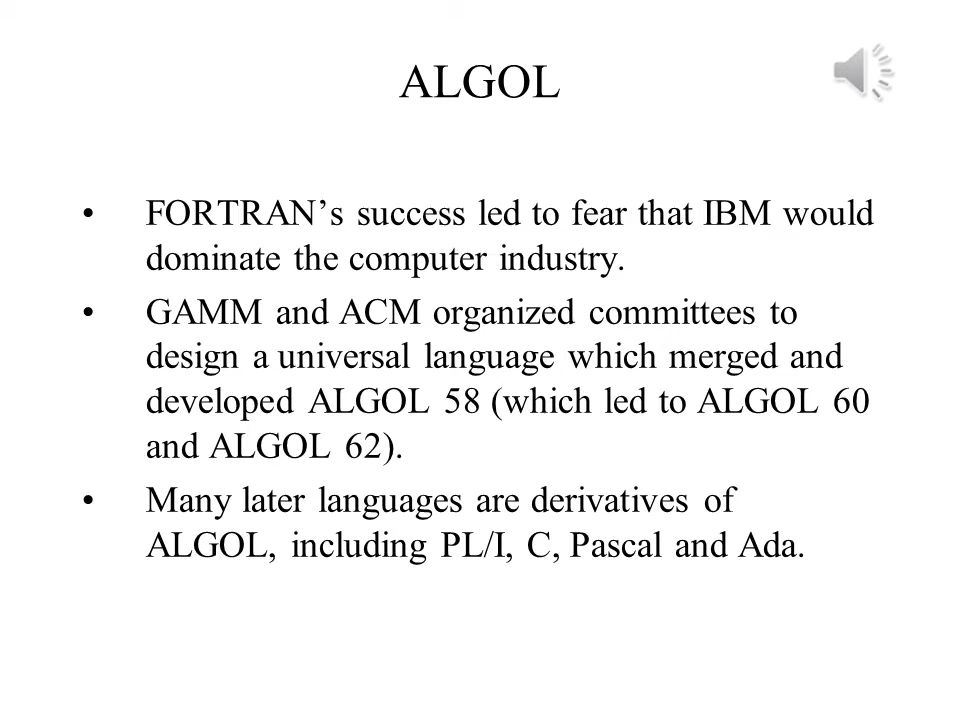 ALGOL
• FORTRAN’s success led to fear that IBM would
dominate the computer industry.
• GAMM and ACM organized committees to
design a universal language which merged and
developed ALGOL 58 (which led to ALGOL 60
and ALGOL 62).
• Many later languages are derivatives of
ALGOL, including PL/I, C, Pascal and Ada.